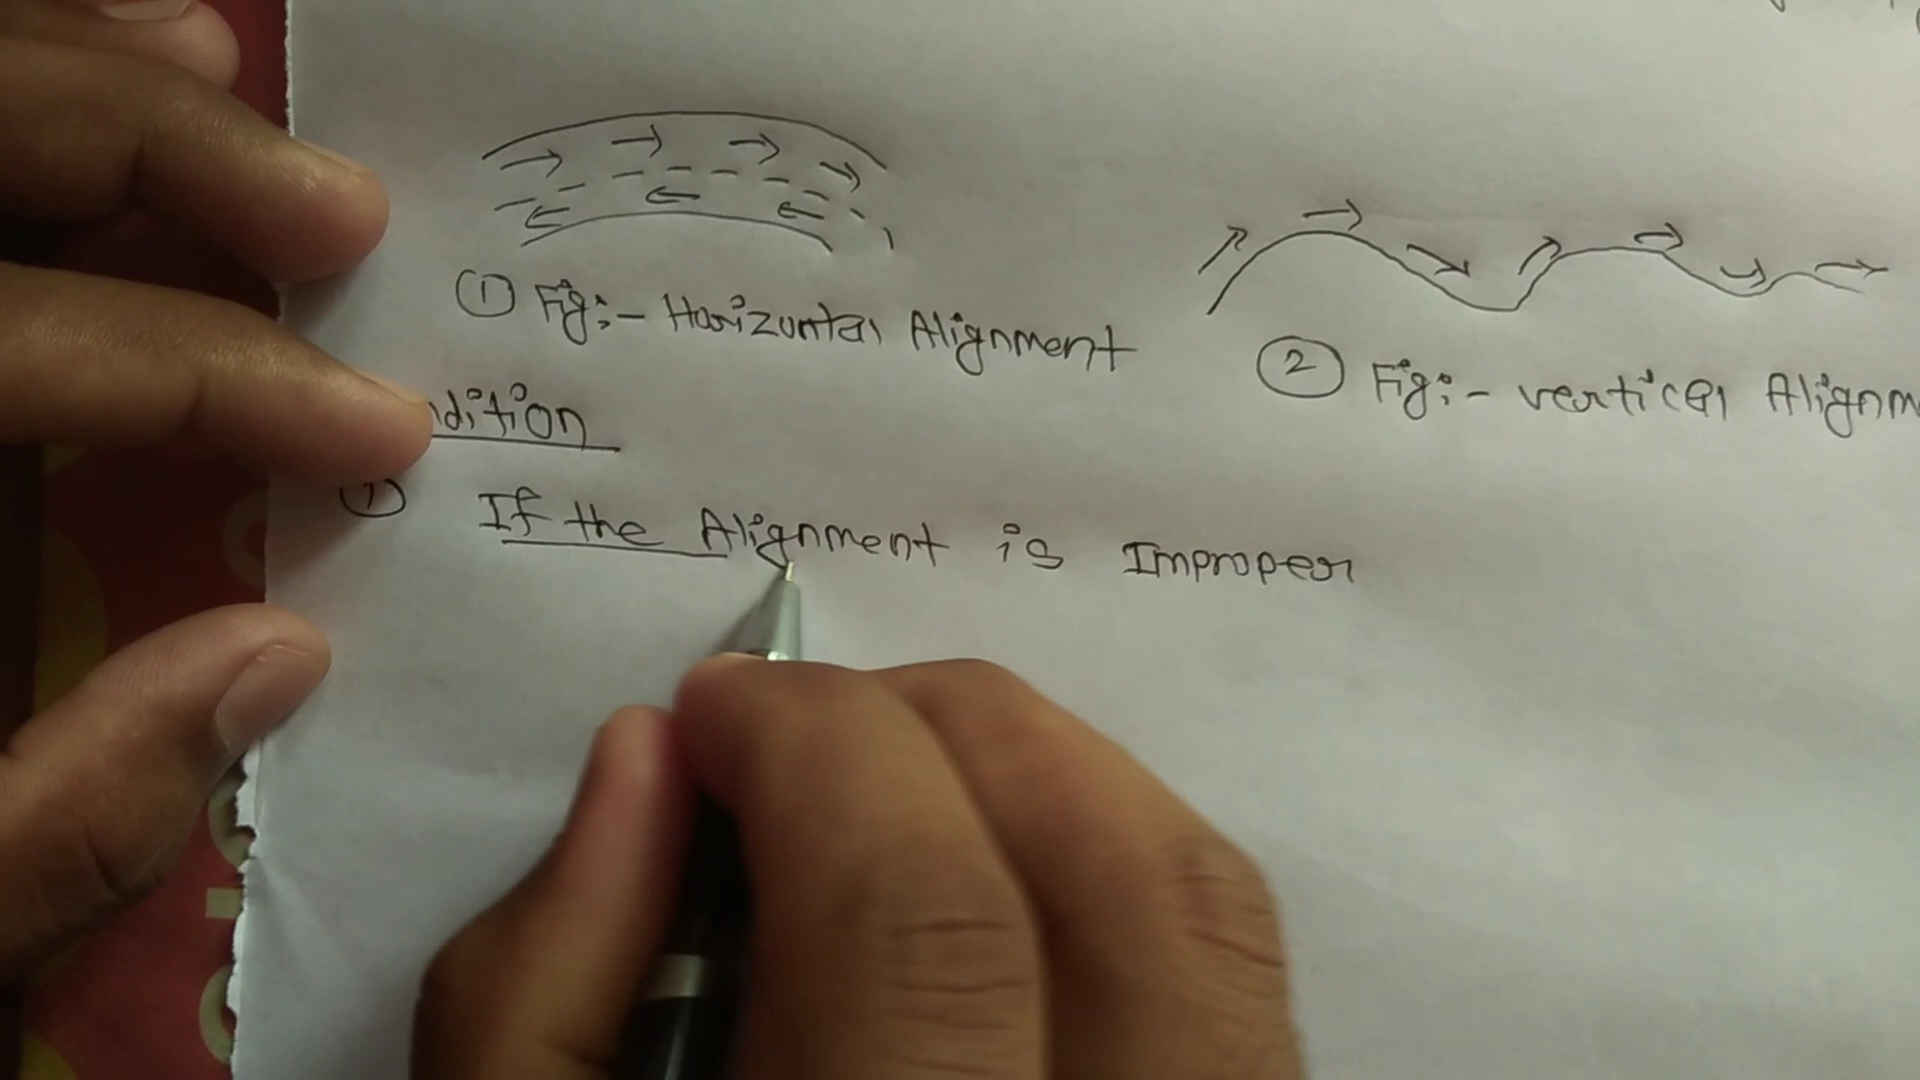 ① Fig:- Horizontal Alignment
② Fig:- vertical Alignm
dition
① If the Alignment is Improper